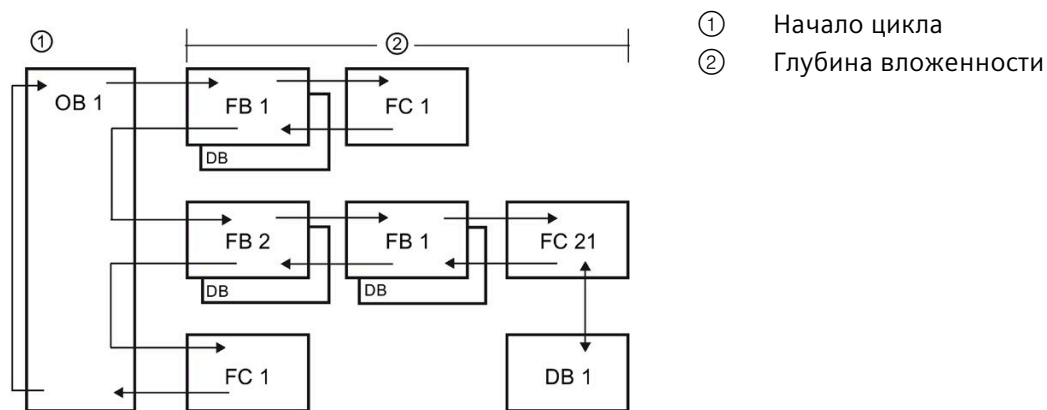 ① ②
① Начало цикла
② Глубина вложенности
OB 1
FB 1
FC 1
DB
FB 2
FB 1
FC 21
DB
DB
FC 1
DB 1